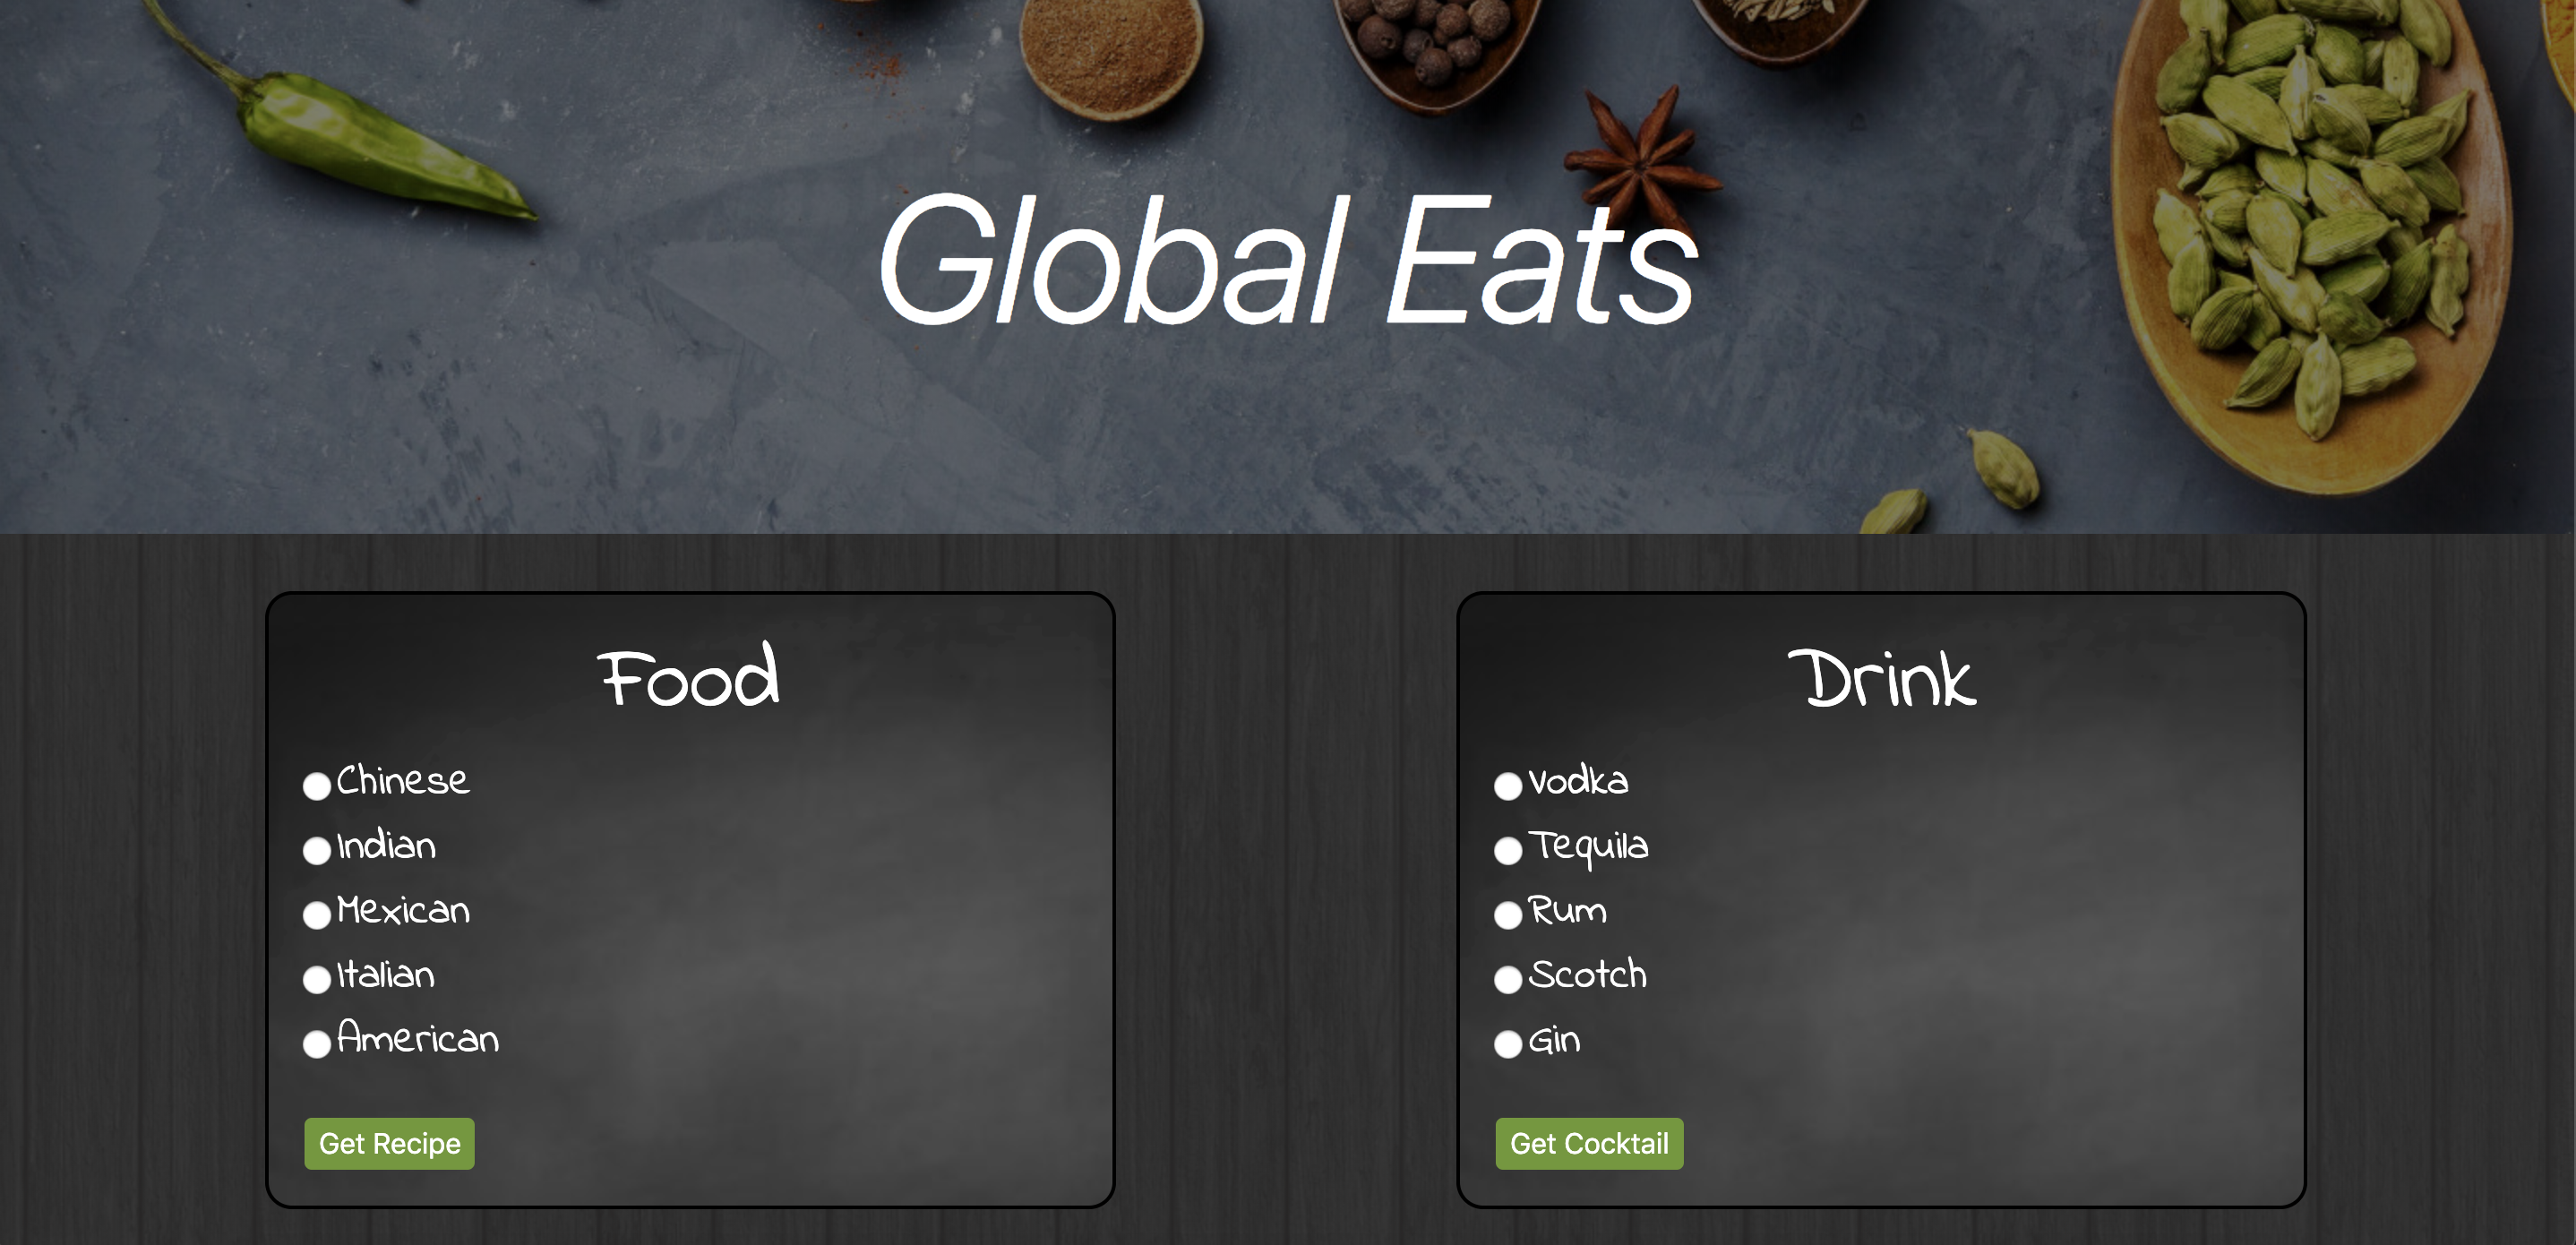 Global Eats
Food
Chinese
Indian
Mexican
Italian
American
Get Recipe
Drink
Vodka
Tequila
Rum
Scotch
Gin
Get Cocktail